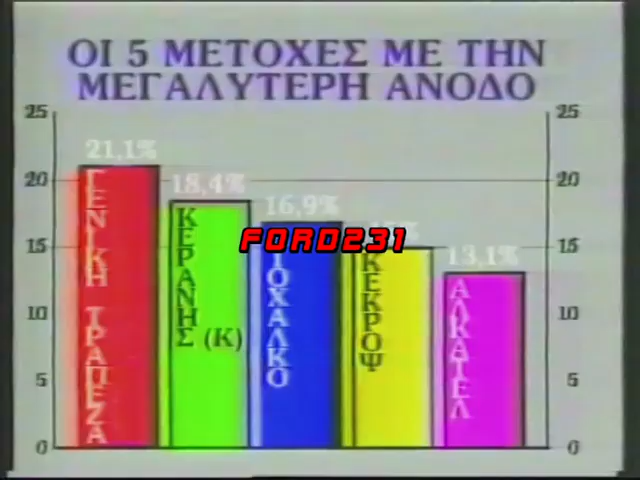 ΟΙ 5 ΜΕΤΟΧΕΣ ΜΕ ΤΗΝ
ΜΕΓΑΛΥΤΕΡΗ ΑΝΟΔΟ
25 25
21,1%
20 18,4% 20
16,9%
FORD231
15 15
13,1%
10 10
5 5
0 0
ΓΕΝΙΚΗ ΤΡΑΠΕΖΑ
ΚΕΡΑΝΗΣ (Κ)
ΙΟΧΑΛΚΟ
ΚΕΚΡΟΨ
ΑΛΚΑΤΕΛ